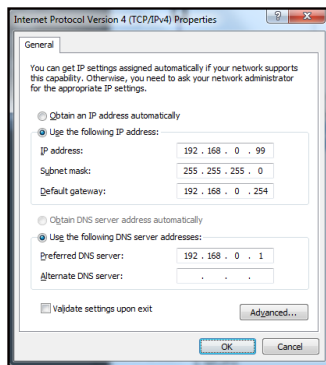 Internet Protocol Version 4 (TCP/IPv4) Properties
General
You can get IP settings assigned automatically if your network supports
this capability. Otherwise, you need to ask your network administrator
for the appropriate IP settings.
Obtain an IP address automatically
Use the following IP address:
IP address: 192 . 168 . 0 . 99
Subnet mask: 255 . 255 . 255 . 0
Default gateway: 192 . 168 . 0 . 254
Obtain DNS server address automatically
Use the following DNS server addresses:
Preferred DNS server: 192 . 168 . 0 . 1
Alternate DNS server: . . .
Validate settings upon exit
Advanced...
OK Cancel